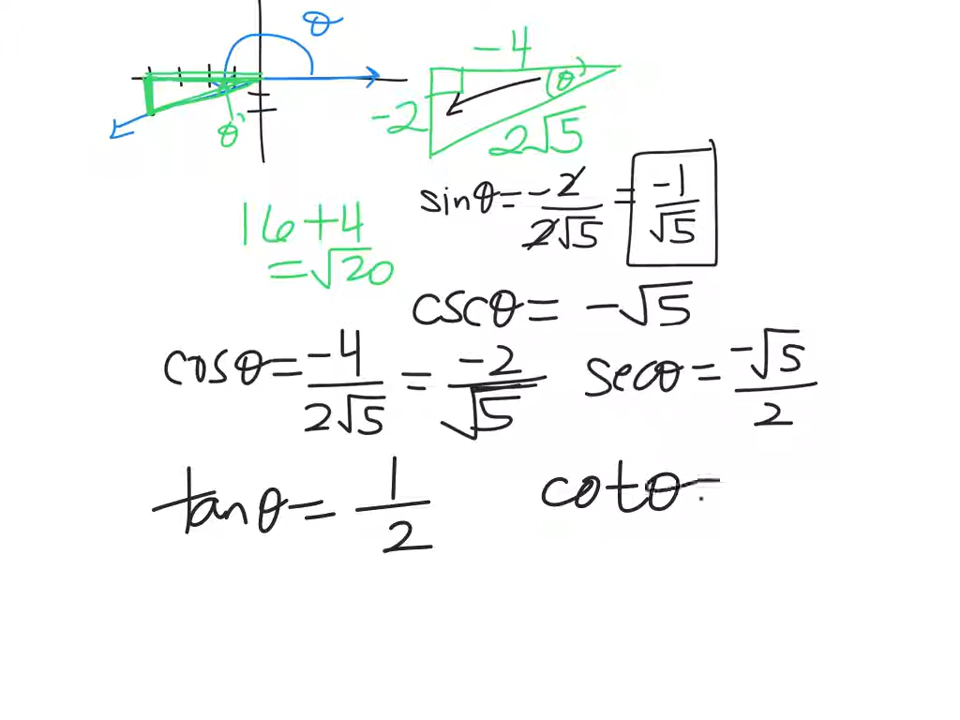 θ
-4
θ'
-2
2√5
θ'
sinθ = -2/2√5 = -1/√5
16+4
=√20
cscθ = -√5
cosθ = -4/2√5 = -2/√5 secθ = -√5/2
tanθ = 1/2 cotθ